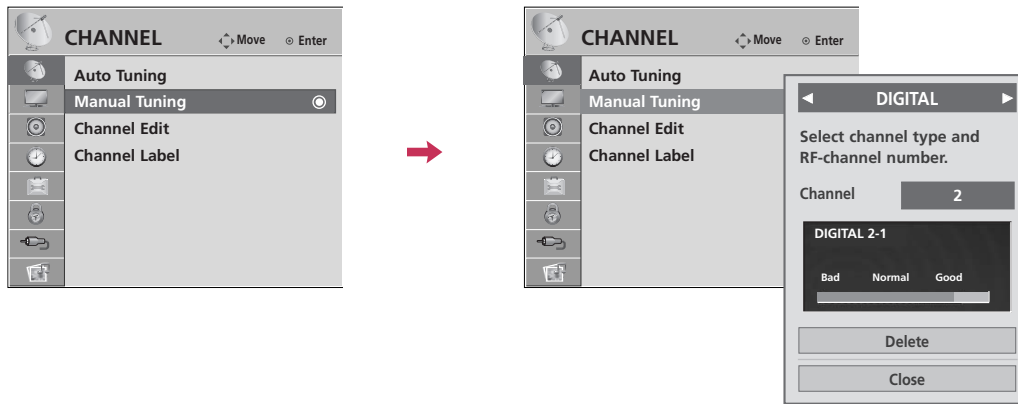 CHANNEL Move Enter
Auto Tuning
Manual Tuning
Channel Edit
Channel Label
CHANNEL Move Enter
Auto Tuning
Manual Tuning
Channel Edit
Channel Label
DIGITAL
Select channel type and
RF-channel number.
Channel 2
DIGITAL 2-1
Bad Normal Good
Delete
Close